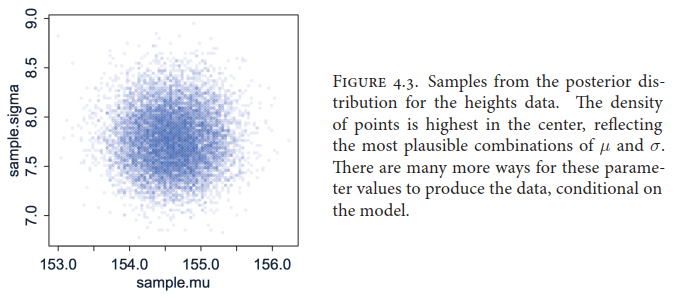 9.0
8.5
8.0
7.5
7.0
sample.sigma
153.0 154.0 155.0 156.0
sample.mu
Figure 4.3. Samples from the posterior dis-
tribution for the heights data. The density
of points is highest in the center, reflecting
the most plausible combinations of μ and σ.
There are many more ways for these parame-
ter values to produce the data, conditional on
the model.